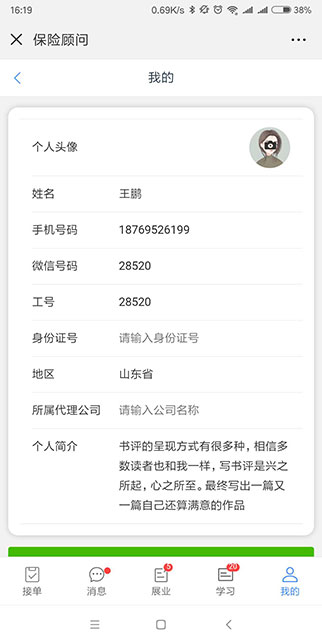 16:19
0.69K/s
38%
保险顾问
我的
个人头像
姓名 王鹏
手机号码 18769526199
微信号码 28520
工号 28520
身份证号 请输入身份证号
地区 山东省
所属代理公司 请输入公司名称
个人简介 书评的呈现方式有很多种，相信多
数读者也和我一样，写书评是兴之
所起，心之所至。最终写出一篇又
一篇自己还算满意的作品
5 20
接单 消息 展业 学习 我的